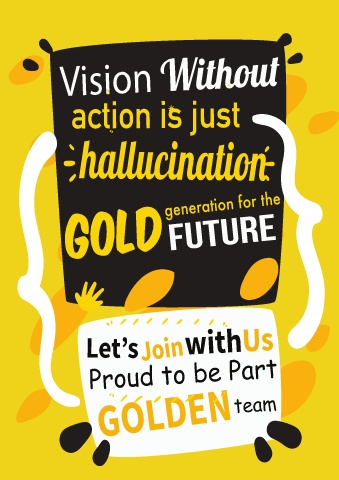 Vision Without
action is just
hallucination
GOLD generation for the
FUTURE
Let's Join with Us
Proud to be Part
GOLDEN team